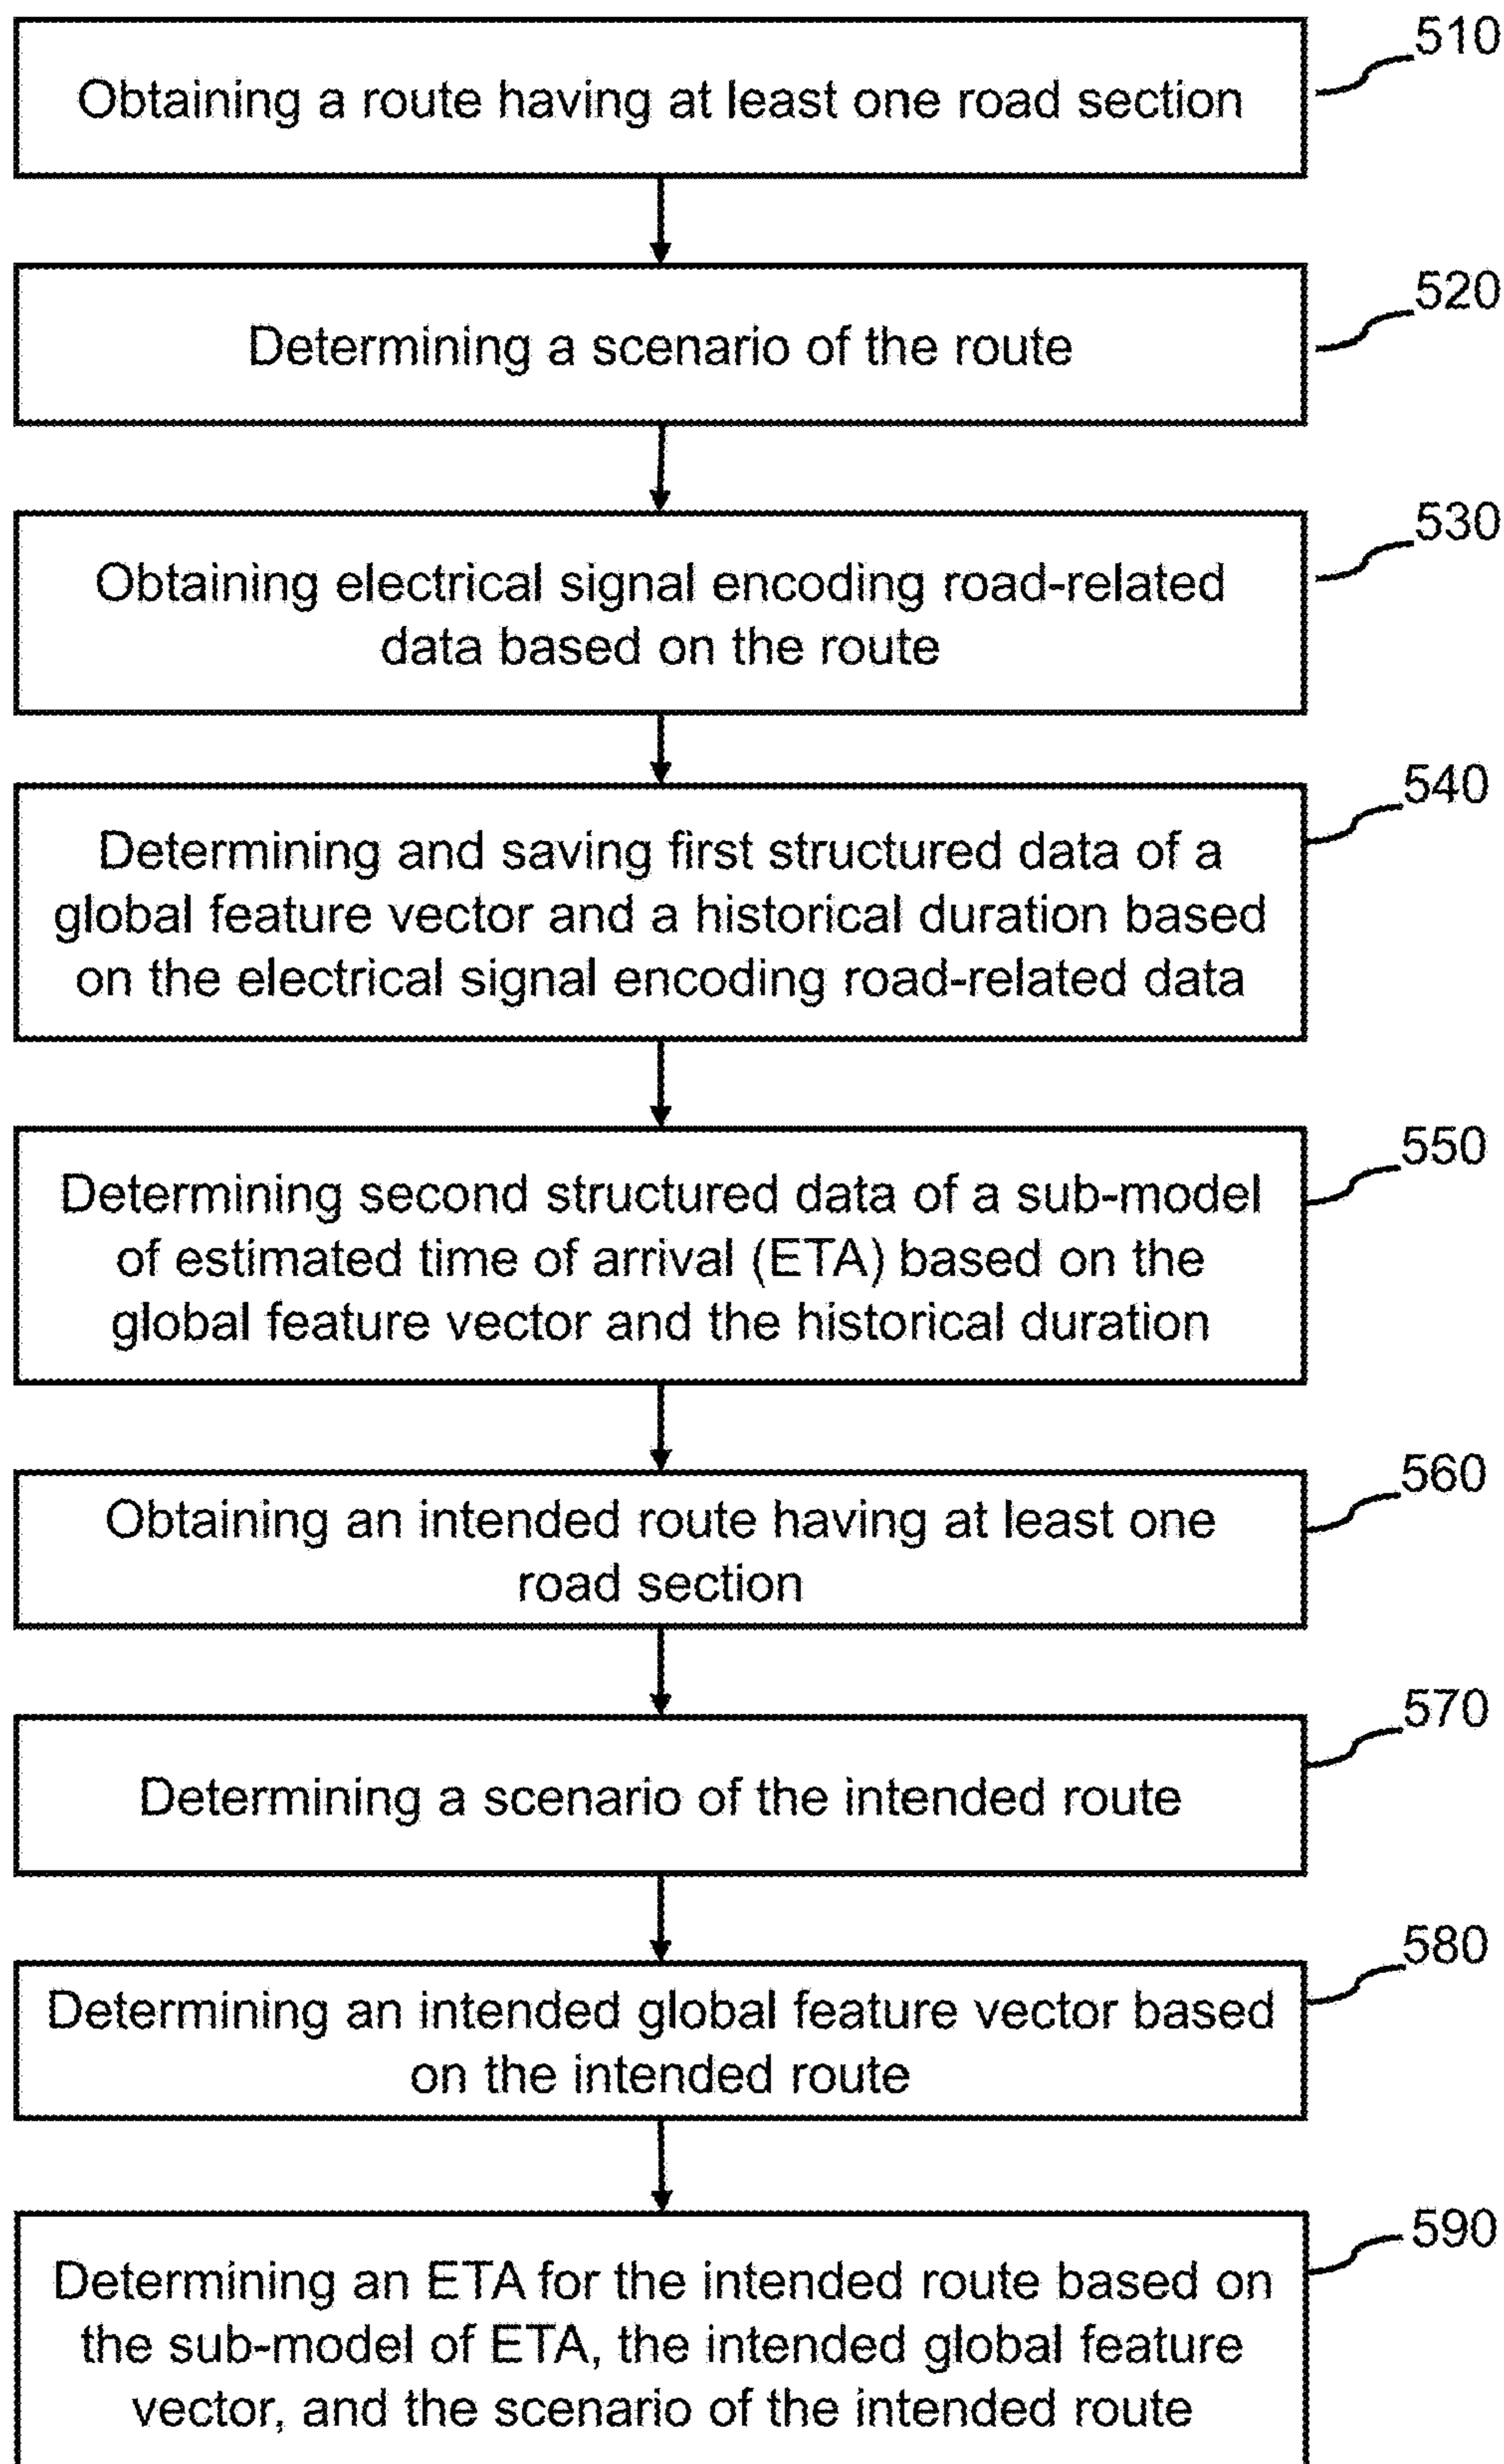 510
Obtaining a route having at least one road section
520
Determining a scenario of the route
530
Obtaining electrical signal encoding road-related
data based on the route
540
Determining and saving first structured data of a
global feature vector and a historical duration based
on the electrical signal encoding road-related data
550
Determining second structured data of a sub-model
of estimated time of arrival (ETA) based on the
global feature vector and the historical duration
560
Obtaining an intended route having at least one
road section
570
Determining a scenario of the intended route
580
Determining an intended global feature vector based
on the intended route
590
Determining an ETA for the intended route based on
the sub-model of ETA, the intended global feature
vector, and the scenario of the intended route